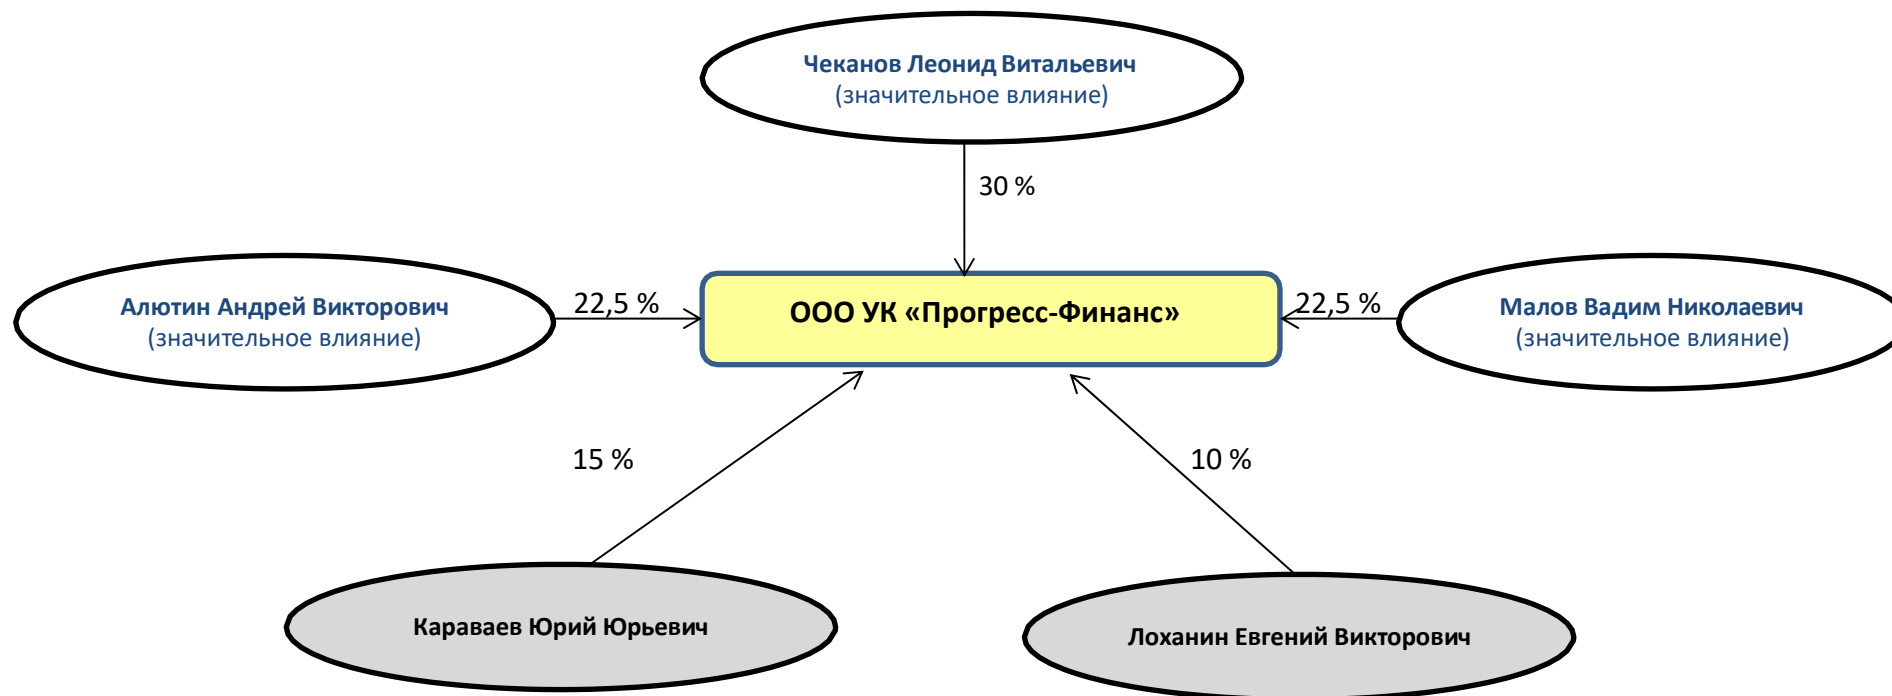 Чеканов Леонид Витальевич
(значительное влияние)
30 %
Алютин Андрей Викторович
(значительное влияние)
22,5 %
ООО УК «Прогресс-Финанс»
22,5 %
Малов Вадим Николаевич
(значительное влияние)
15 %
10 %
Караваев Юрий Юрьевич
Лоханин Евгений Викторович